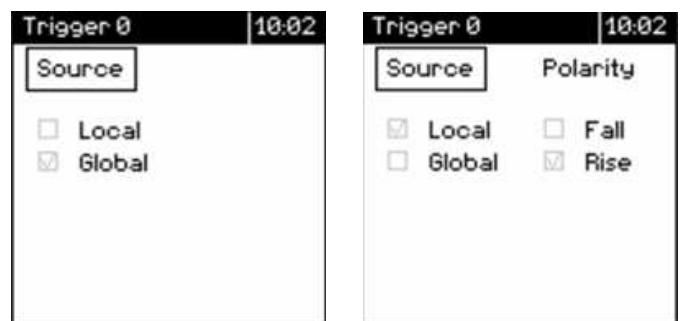 Trigger 0 10:02
Source
Local
Global
Trigger 0 10:02
Source Polarity
Local Fall
Global Rise